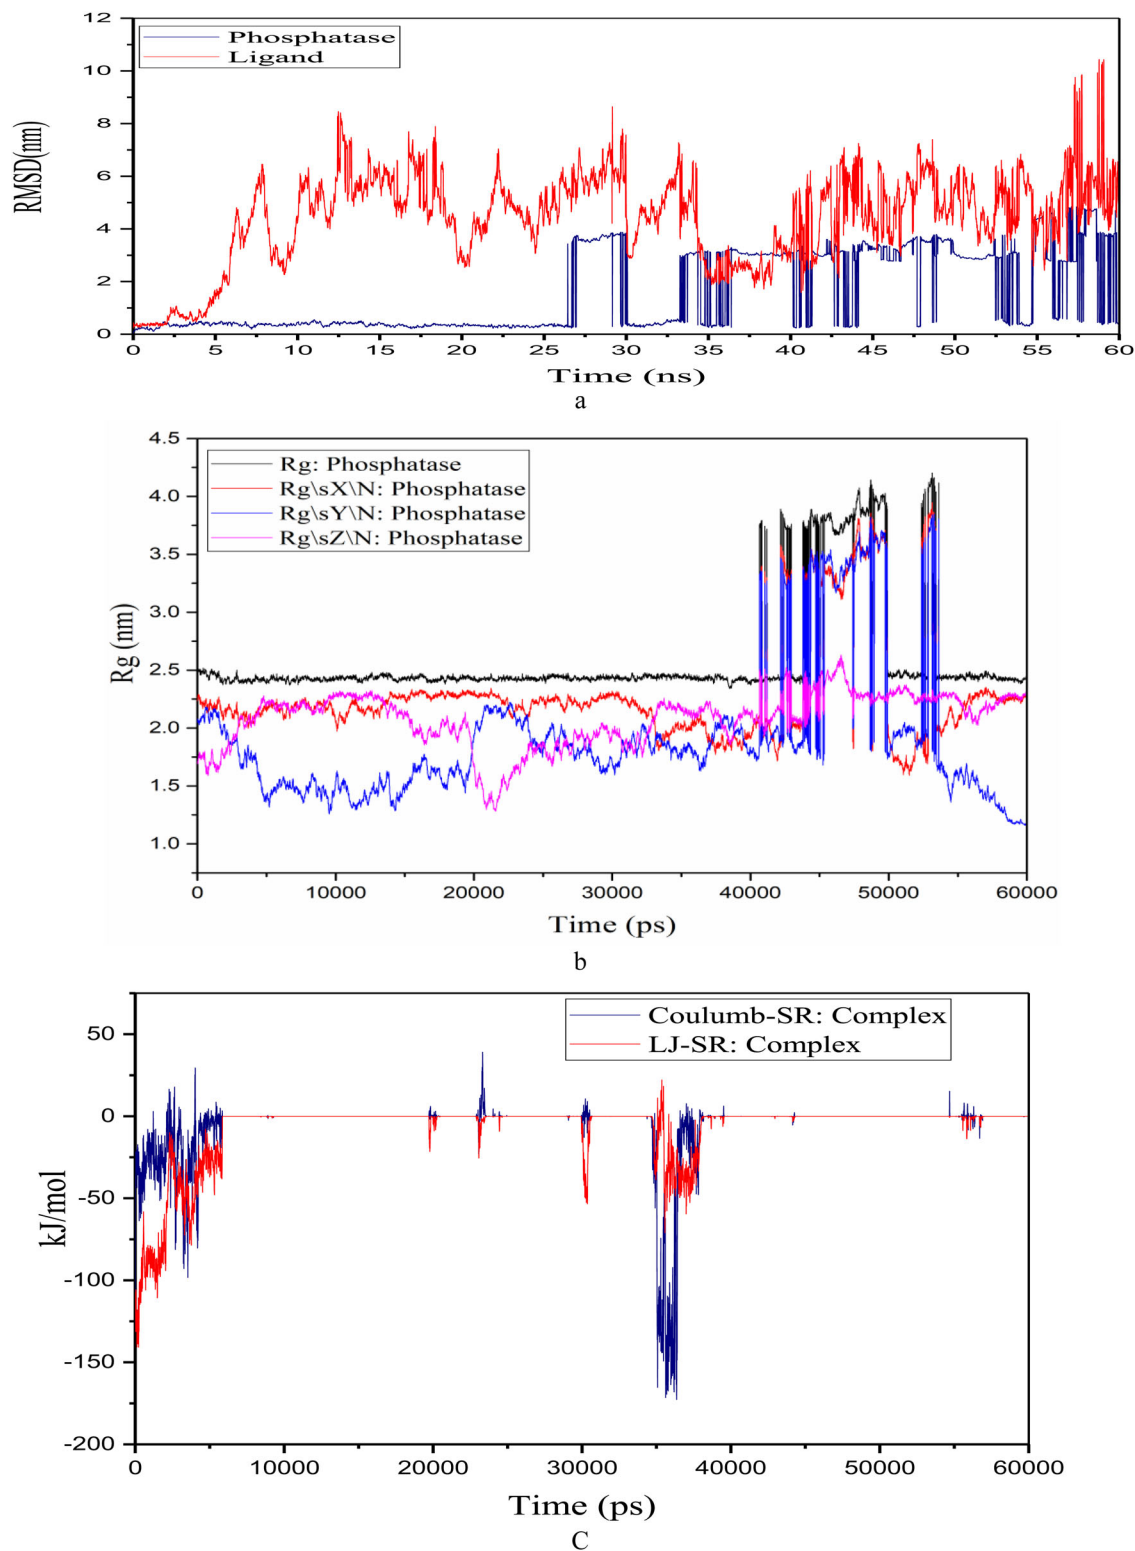 12
10
8
6
4
2
0
RMSD(nm)
Phosphatase
Ligand
0 5 10 15 20 25 30 35 40 45 50 55 60
Time (ns)
a
4.5
4.0
3.5
3.0
2.5
2.0
1.5
1.0
Rg (nm)
Rg: Phosphatase
Rg\sX\N: Phosphatase
Rg\sY\N: Phosphatase
Rg\sZ\N: Phosphatase
0 10000 20000 30000 40000 50000 60000
Time (ps)
b
50
0
-50
-100
-150
-200
kJ/mol
Coulumb-SR: Complex
LJ-SR: Complex
0 10000 20000 30000 40000 50000 60000
Time (ps)
C